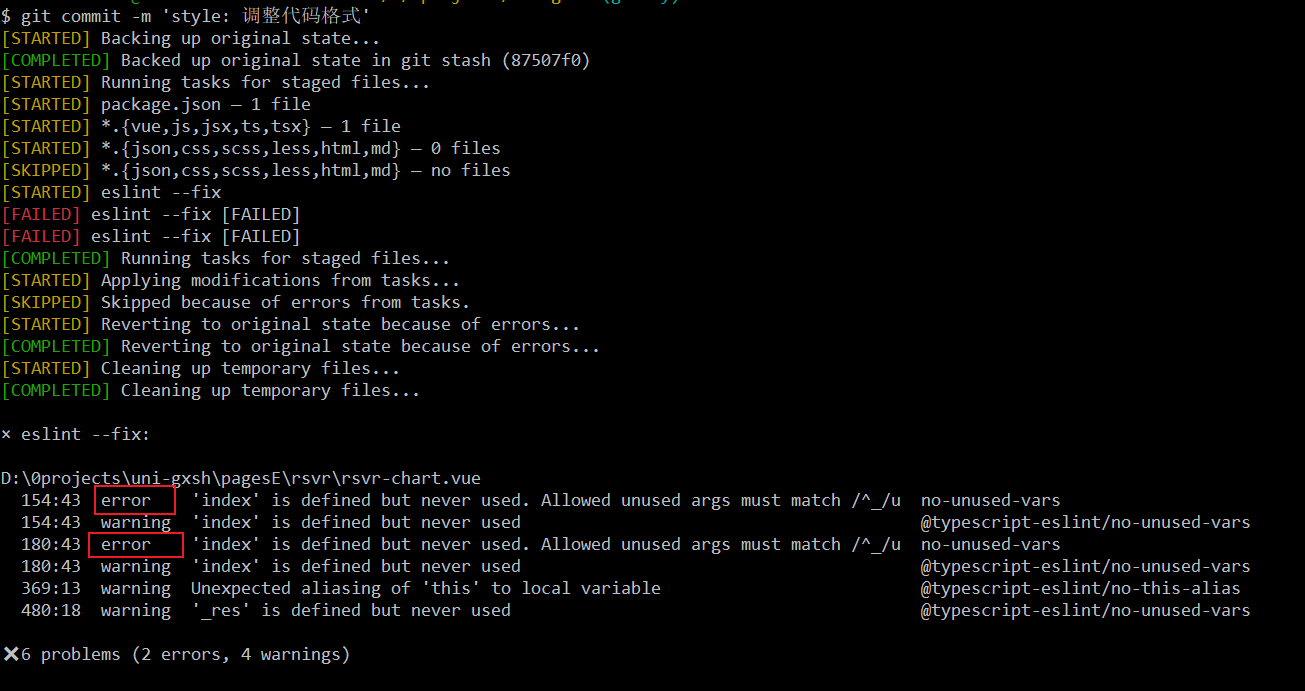 $ git commit -m 'style: 调整代码格式'
[STARTED] Backing up original state...
[COMPLETED] Backed up original state in git stash (87507f0)
[STARTED] Running tasks for staged files...
[STARTED] package.json — 1 file
[STARTED] *.{vue,js,jsx,ts,tsx} — 1 file
[STARTED] *.{json,css,scss,less,html,md} — 0 files
[SKIPPED] *.{json,css,scss,less,html,md} — no files
[STARTED] eslint --fix
[FAILED] eslint --fix [FAILED]
[FAILED] eslint --fix [FAILED]
[COMPLETED] Running tasks for staged files...
[STARTED] Applying modifications from tasks...
[SKIPPED] Skipped because of errors from tasks.
[STARTED] Reverting to original state because of errors...
[COMPLETED] Reverting to original state because of errors...
[STARTED] Cleaning up temporary files...
[COMPLETED] Cleaning up temporary files...
× eslint --fix:
D:\0projects\uni-gxsh\pagesE\rsvr\rsvr-chart.vue
154:43 error 'index' is defined but never used. Allowed unused args must match /^_/u no-unused-vars
154:43 warning 'index' is defined but never used @typescript-eslint/no-unused-vars
180:43 error 'index' is defined but never used. Allowed unused args must match /^_/u no-unused-vars
180:43 warning 'index' is defined but never used @typescript-eslint/no-unused-vars
369:13 warning Unexpected aliasing of 'this' to local variable @typescript-eslint/no-this-alias
480:18 warning '_res' is defined but never used @typescript-eslint/no-unused-vars
❌6 problems (2 errors, 4 warnings)